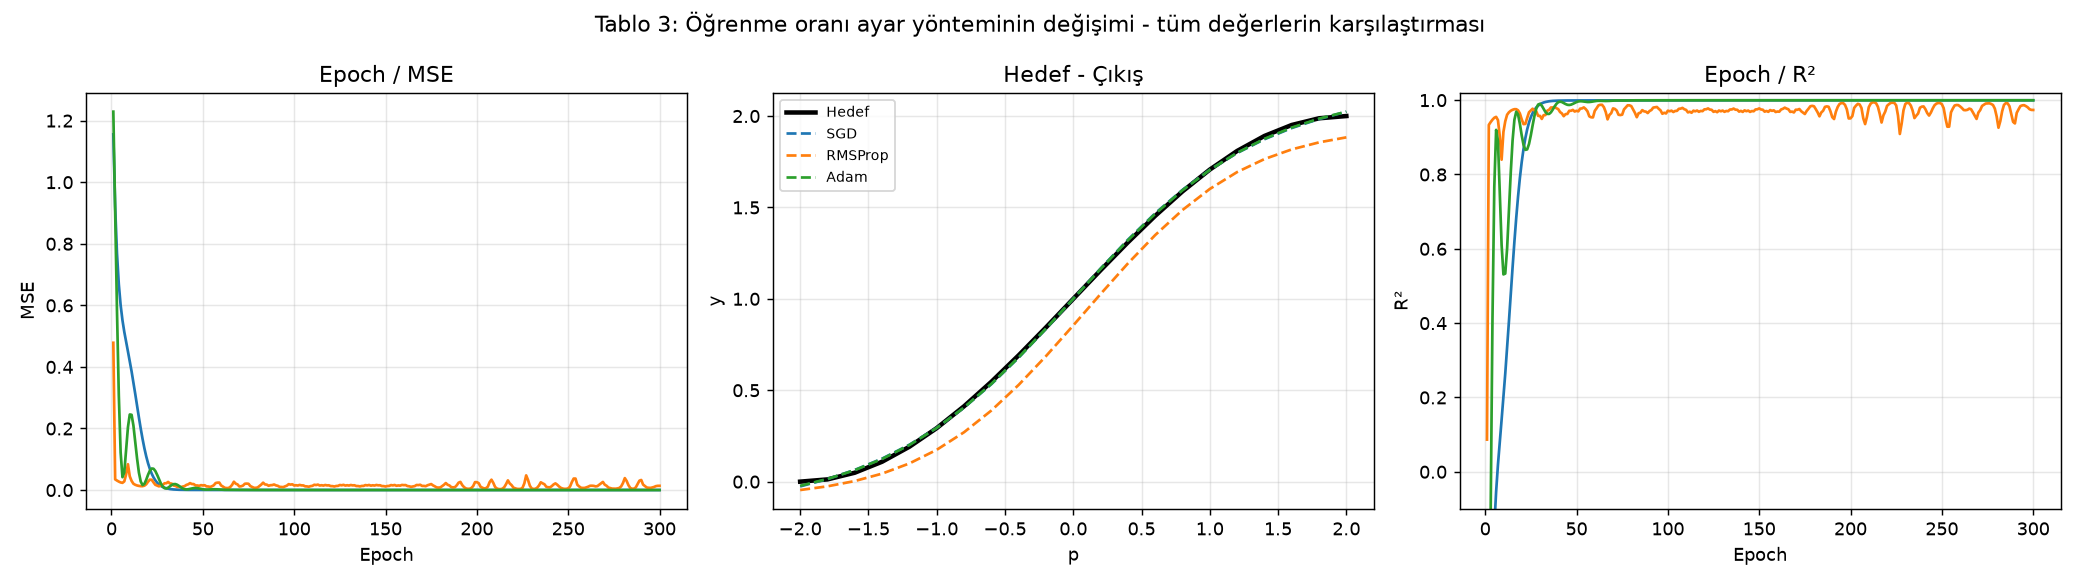 Tablo 3: Öğrenme oranı ayar yönteminin değişimi - tüm değerlerin karşılaştırması
Epoch / MSE
MSE
1.2
1.0
0.8
0.6
0.4
0.2
0.0
0 50 100 150 200 250 300
Epoch
Hedef - Çıkış
Hedef
SGD
RMSProp
Adam
y
2.0
1.5
1.0
0.5
0.0
−2.0 −1.5 −1.0 −0.5 0.0 0.5 1.0 1.5 2.0
p
Epoch / R²
R²
1.0
0.8
0.6
0.4
0.2
0.0
0 50 100 150 200 250 300
Epoch